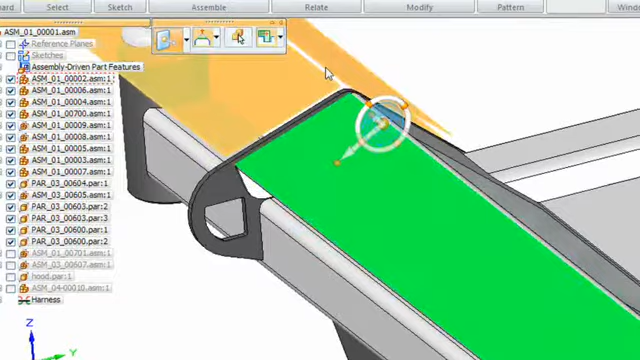 Select
Sketch
Assemble
Relate
Modify
Pattern
ASM_01_00001.asm
Reference Planes
Sketches
Assembly-Driven Part Features
ASM_01_00002.asm:1
ASM_01_00006.asm:1
ASM_01_00004.asm:1
ASM_01_00700.asm:1
ASM_01_00009.asm:1
ASM_01_00008.asm:1
ASM_01_00005.asm:1
ASM_01_00003.asm:1
ASM_01_00007.asm:1
PAR_03_00604.par:1
ASM_03_00605.asm:1
PAR_03_00603.par:2
PAR_03_00603.par:3
PAR_03_00600.par:1
PAR_03_00600.par:2
ASM_01_00701.asm:1
ASM_03_00607.asm:1
hood.par:1
ASM_04-00010.asm:1
Harness
Z
Y